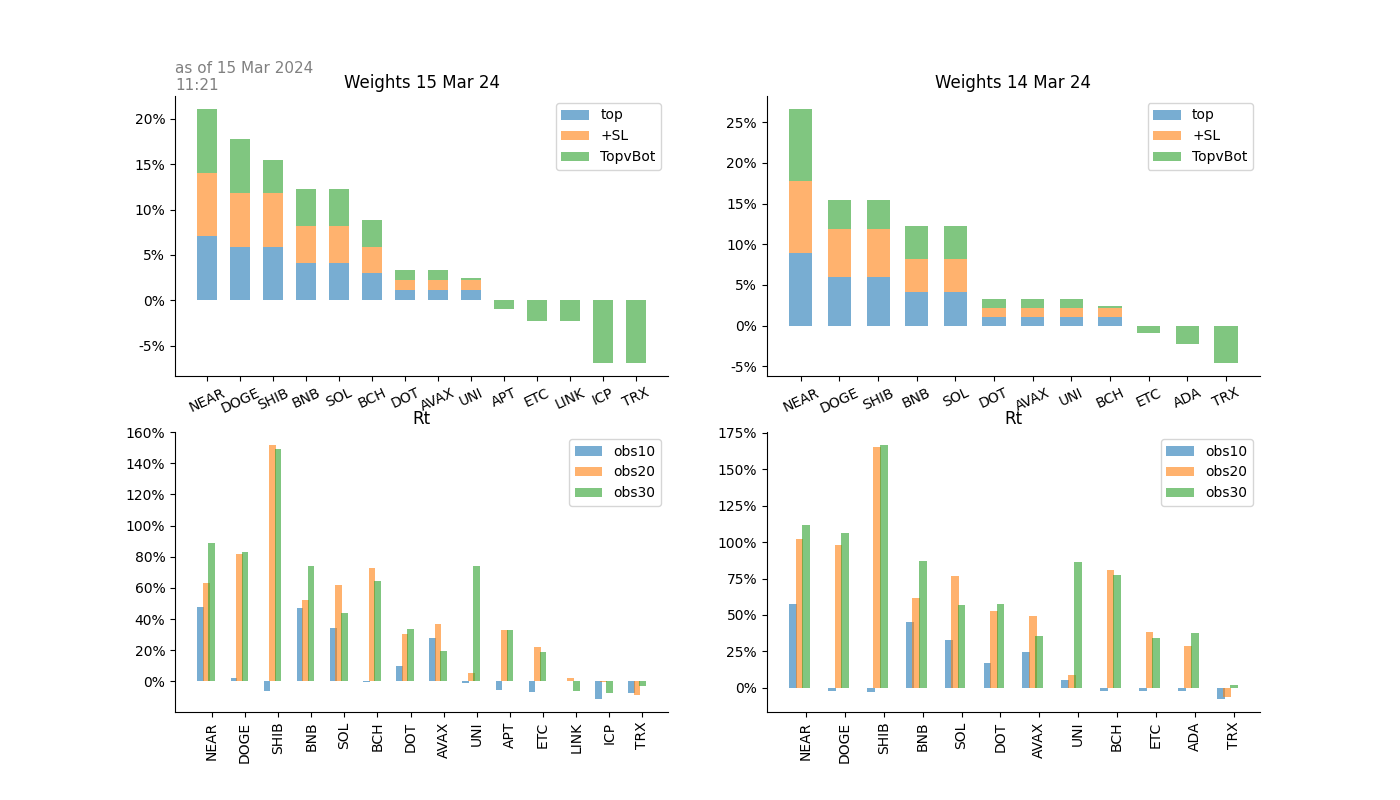 as of 15 Mar 2024
11:21
Weights 15 Mar 24
20%
15%
10%
5%
0%
-5%
top
+SL
TopvBot
NEAR DOGE SHIB BNB SOL BCH DOT AVAX UNI APT ETC LINK ICP TRX
Weights 14 Mar 24
25%
20%
15%
10%
5%
0%
-5%
top
+SL
TopvBot
NEAR DOGE SHIB BNB SOL DOT AVAX UNI BCH ETC ADA TRX
Rt
160%
140%
120%
100%
80%
60%
40%
20%
0%
obs10
obs20
obs30
NEAR DOGE SHIB BNB SOL BCH DOT AVAX UNI APT ETC LINK ICP TRX
Rt
175%
150%
125%
100%
75%
50%
25%
0%
obs10
obs20
obs30
NEAR DOGE SHIB BNB SOL DOT AVAX UNI BCH ETC ADA TRX